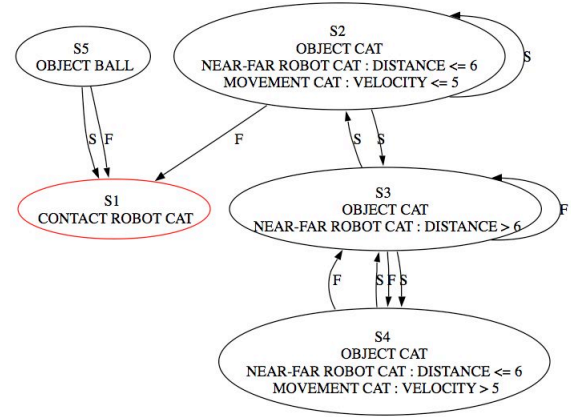 S5
OBJECT BALL
S2
OBJECT CAT
NEAR-FAR ROBOT CAT : DISTANCE <= 6
MOVEMENT CAT : VELOCITY <= 5
S
S
F
F
S
S
S1
CONTACT ROBOT CAT
S3
OBJECT CAT
NEAR-FAR ROBOT CAT : DISTANCE > 6
F
F
S
F
S
S4
OBJECT CAT
NEAR-FAR ROBOT CAT : DISTANCE <= 6
MOVEMENT CAT : VELOCITY > 5